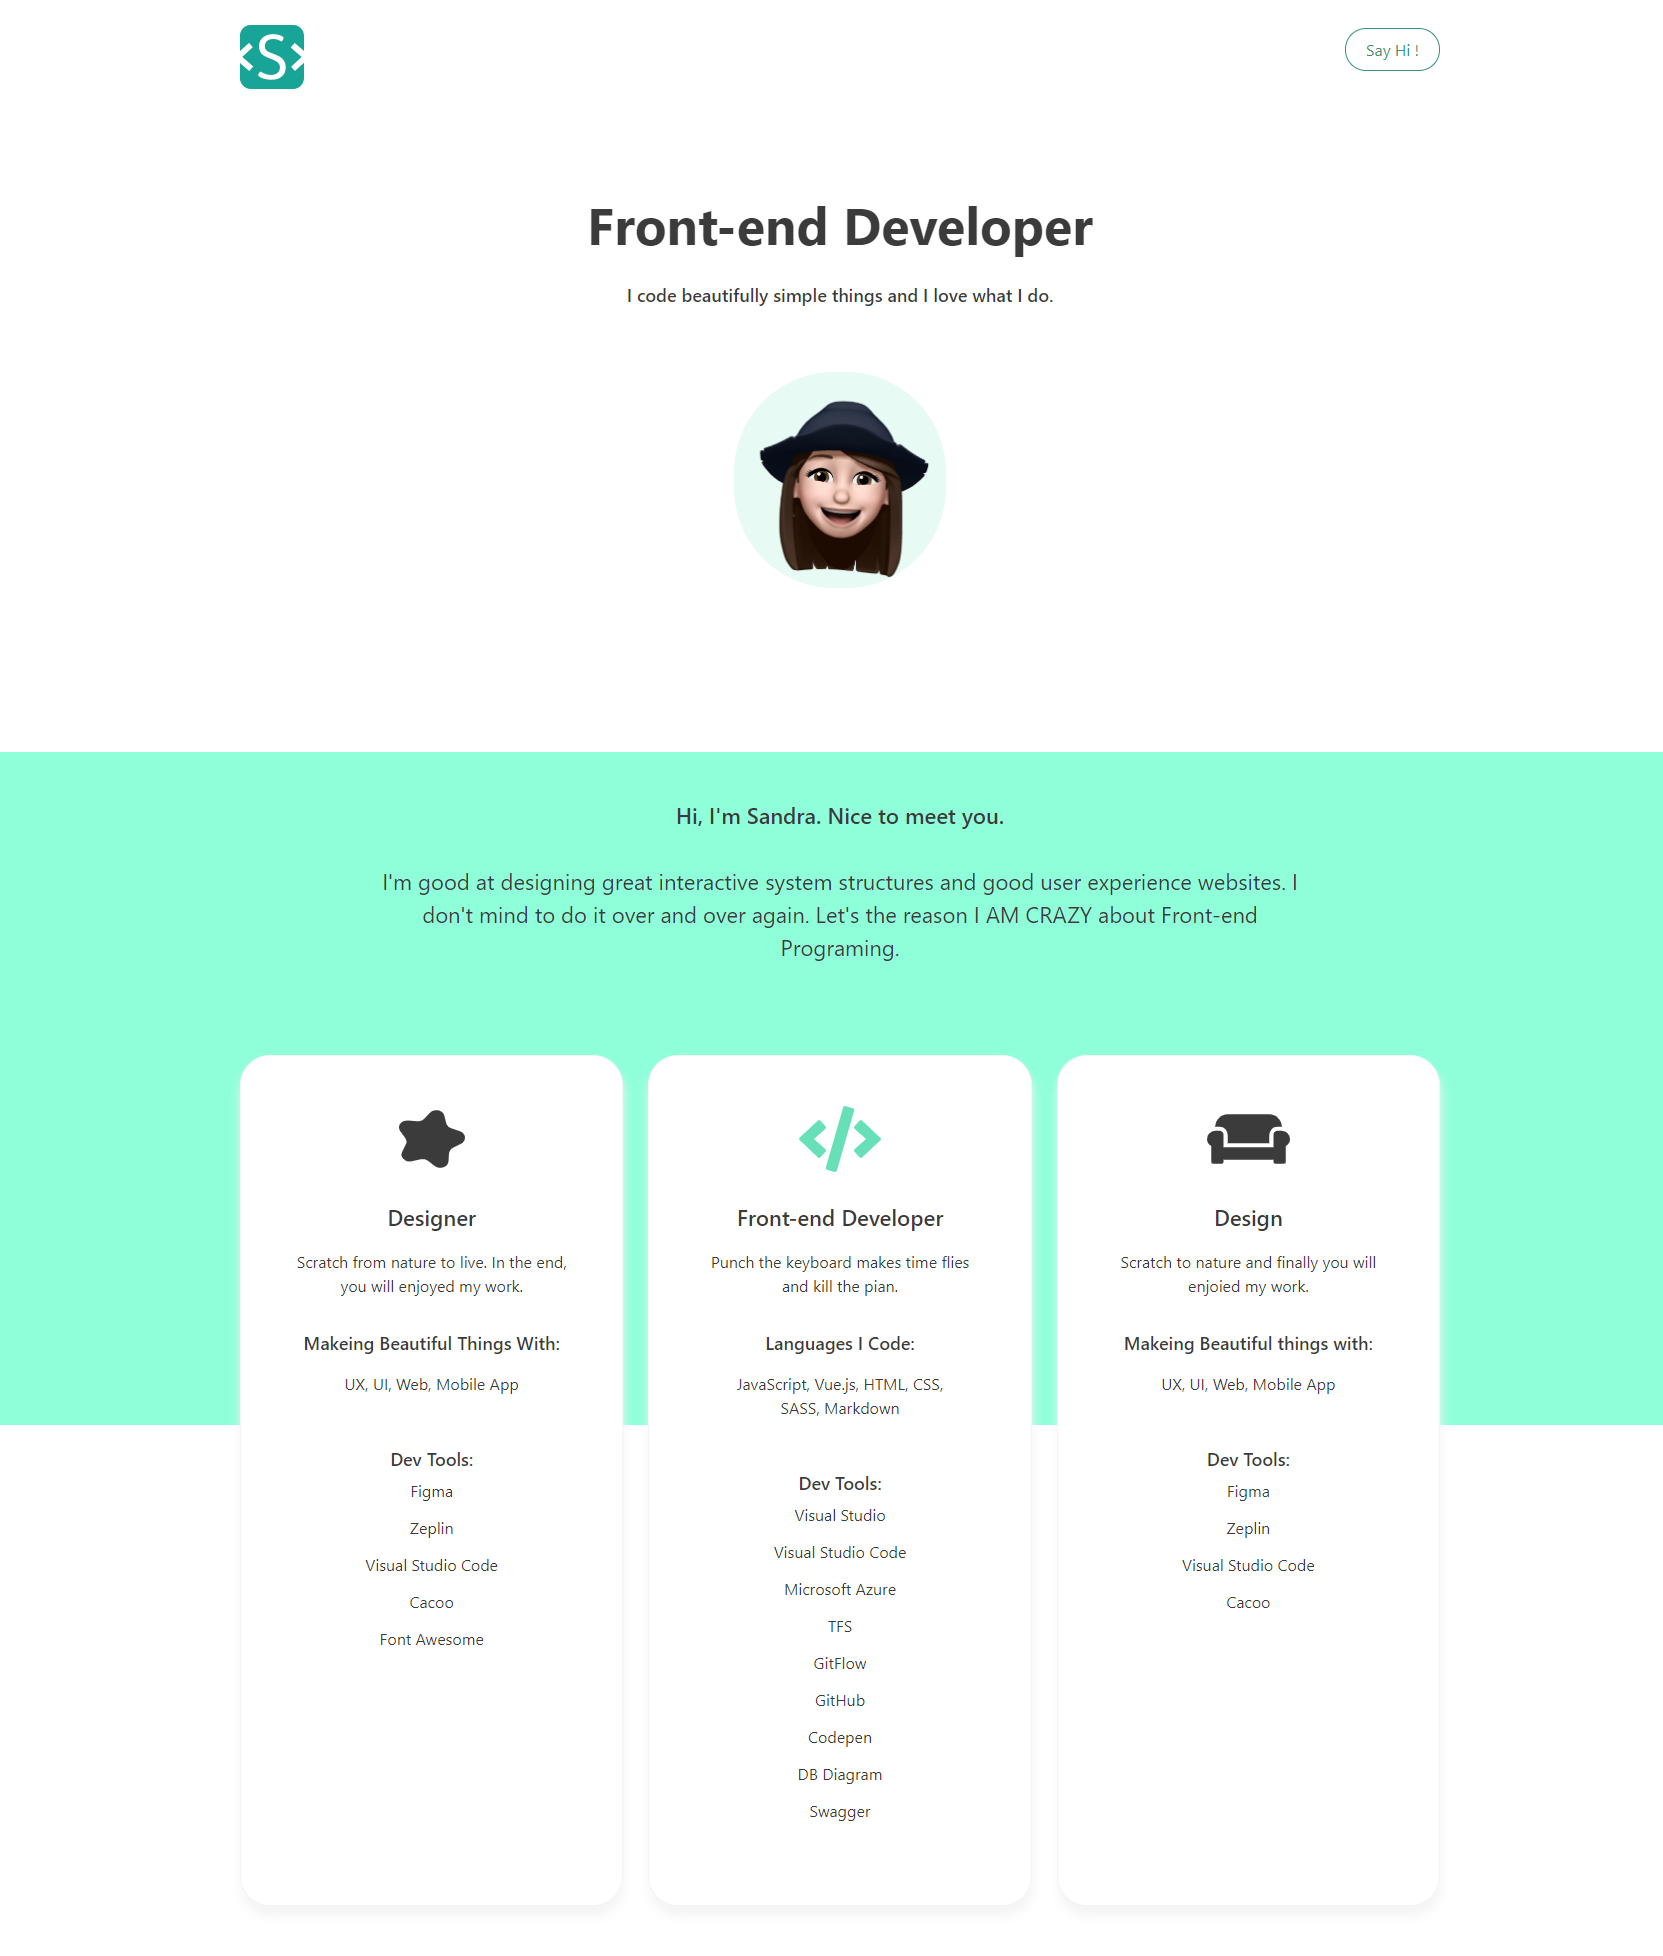 <S>
Say Hi !
Front-end Developer
I code beautifully simple things and I love what I do.
Hi, I'm Sandra. Nice to meet you.
I'm good at designing great interactive system structures and good user experience websites. I
don't mind to do it over and over again. Let's the reason I AM CRAZY about Front-end
Programing.
Designer
Scratch from nature to live. In the end,
you will enjoyed my work.
Makeing Beautiful Things With:
UX, UI, Web, Mobile App
Dev Tools:
Figma
Zeplin
Visual Studio Code
Cacoo
Font Awesome
</>
Front-end Developer
Punch the keyboard makes time flies
and kill the pian.
Languages I Code:
JavaScript, Vue.js, HTML, CSS,
SASS, Markdown
Dev Tools:
Visual Studio
Visual Studio Code
Microsoft Azure
TFS
GitFlow
GitHub
Codepen
DB Diagram
Swagger
Design
Scratch to nature and finally you will
enjoied my work.
Makeing Beautiful things with:
UX, UI, Web, Mobile App
Dev Tools:
Figma
Zeplin
Visual Studio Code
Cacoo